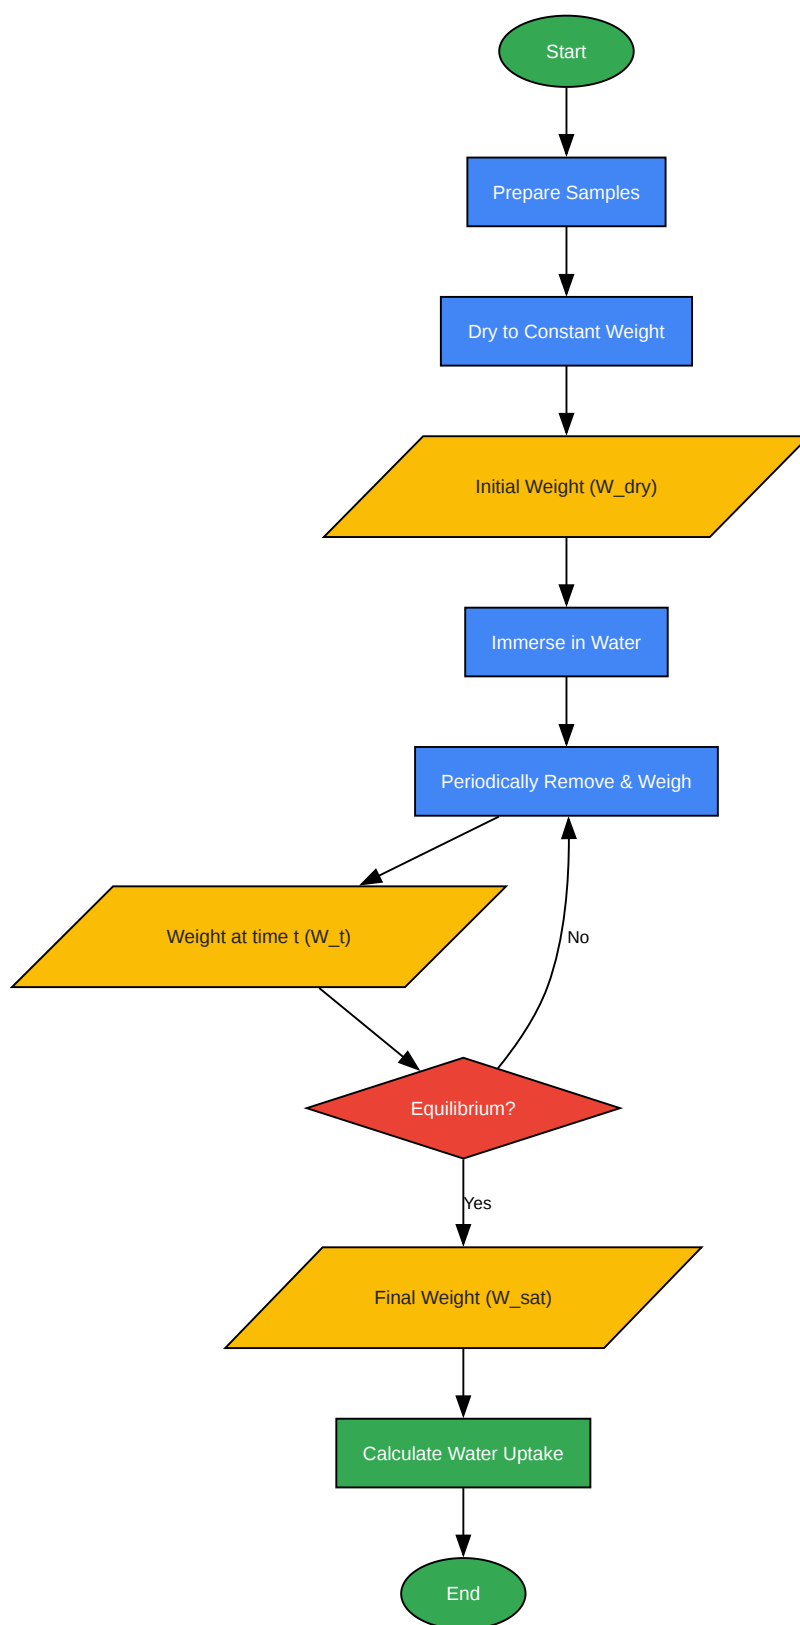 Start
Prepare Samples
Dry to Constant Weight
Initial Weight (W_dry)
Immerse in Water
Periodically Remove & Weigh
Weight at time t (W_t)
No
Equilibrium?
Yes
Final Weight (W_sat)
Calculate Water Uptake
End